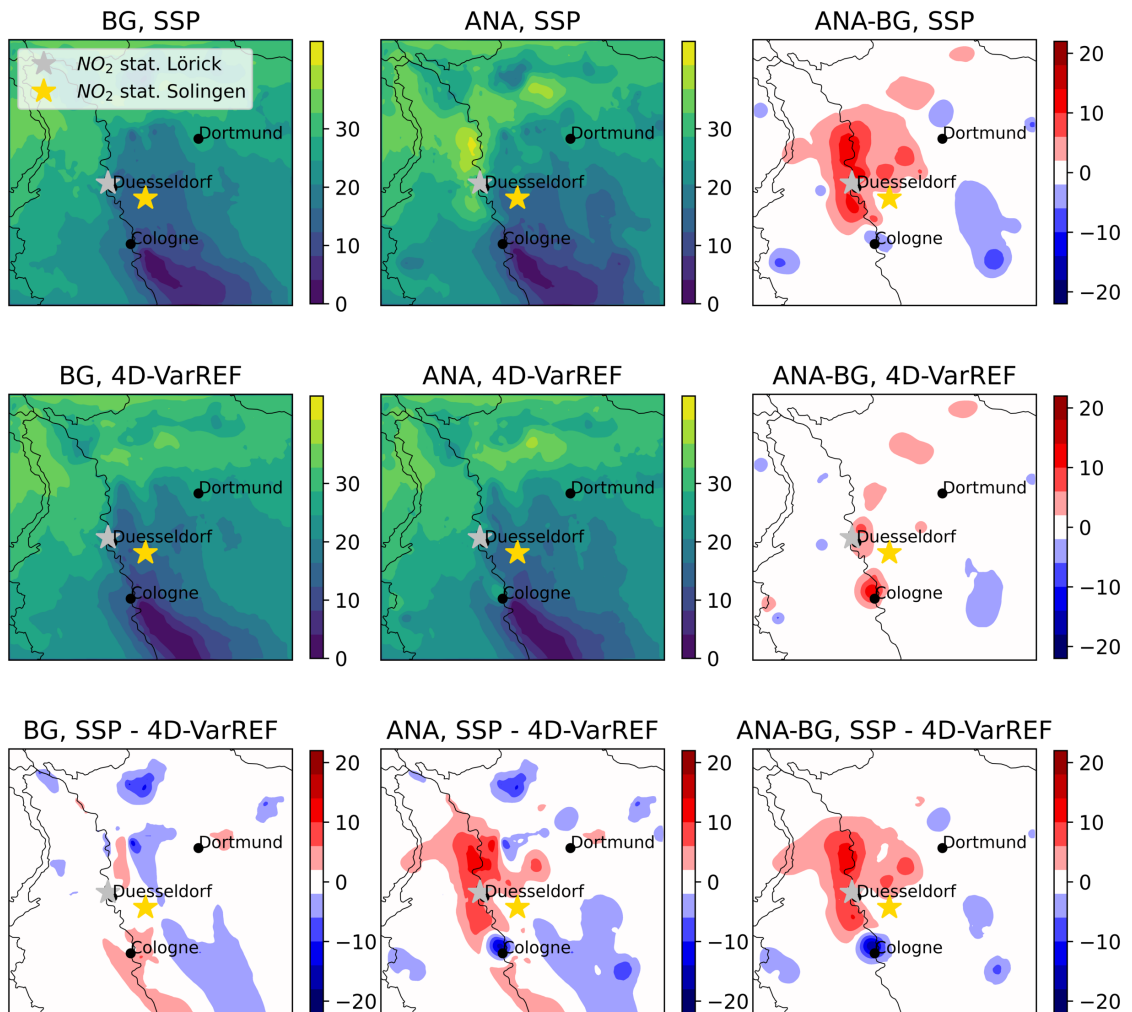 BG, SSP
ANA, SSP
ANA-BG, SSP
NO2 stat. Lörick
NO2 stat. Solingen
Dortmund
Duesseldorf
Cologne
30
20
10
0
Dortmund
Duesseldorf
Cologne
30
20
10
0
Dortmund
Duesseldorf
Cologne
20
10
0
−10
−20
BG, 4D-VarREF
ANA, 4D-VarREF
ANA-BG, 4D-VarREF
Dortmund
Duesseldorf
Cologne
30
20
10
0
Dortmund
Duesseldorf
Cologne
30
20
10
0
Dortmund
Duesseldorf
Cologne
20
10
0
−10
−20
BG, SSP - 4D-VarREF
ANA, SSP - 4D-VarREF
ANA-BG, SSP - 4D-VarREF
Dortmund
Duesseldorf
Cologne
20
10
0
−10
−20
Dortmund
Duesseldorf
Cologne
20
10
0
−10
−20
Dortmund
Duesseldorf
Cologne
20
10
0
−10
−20